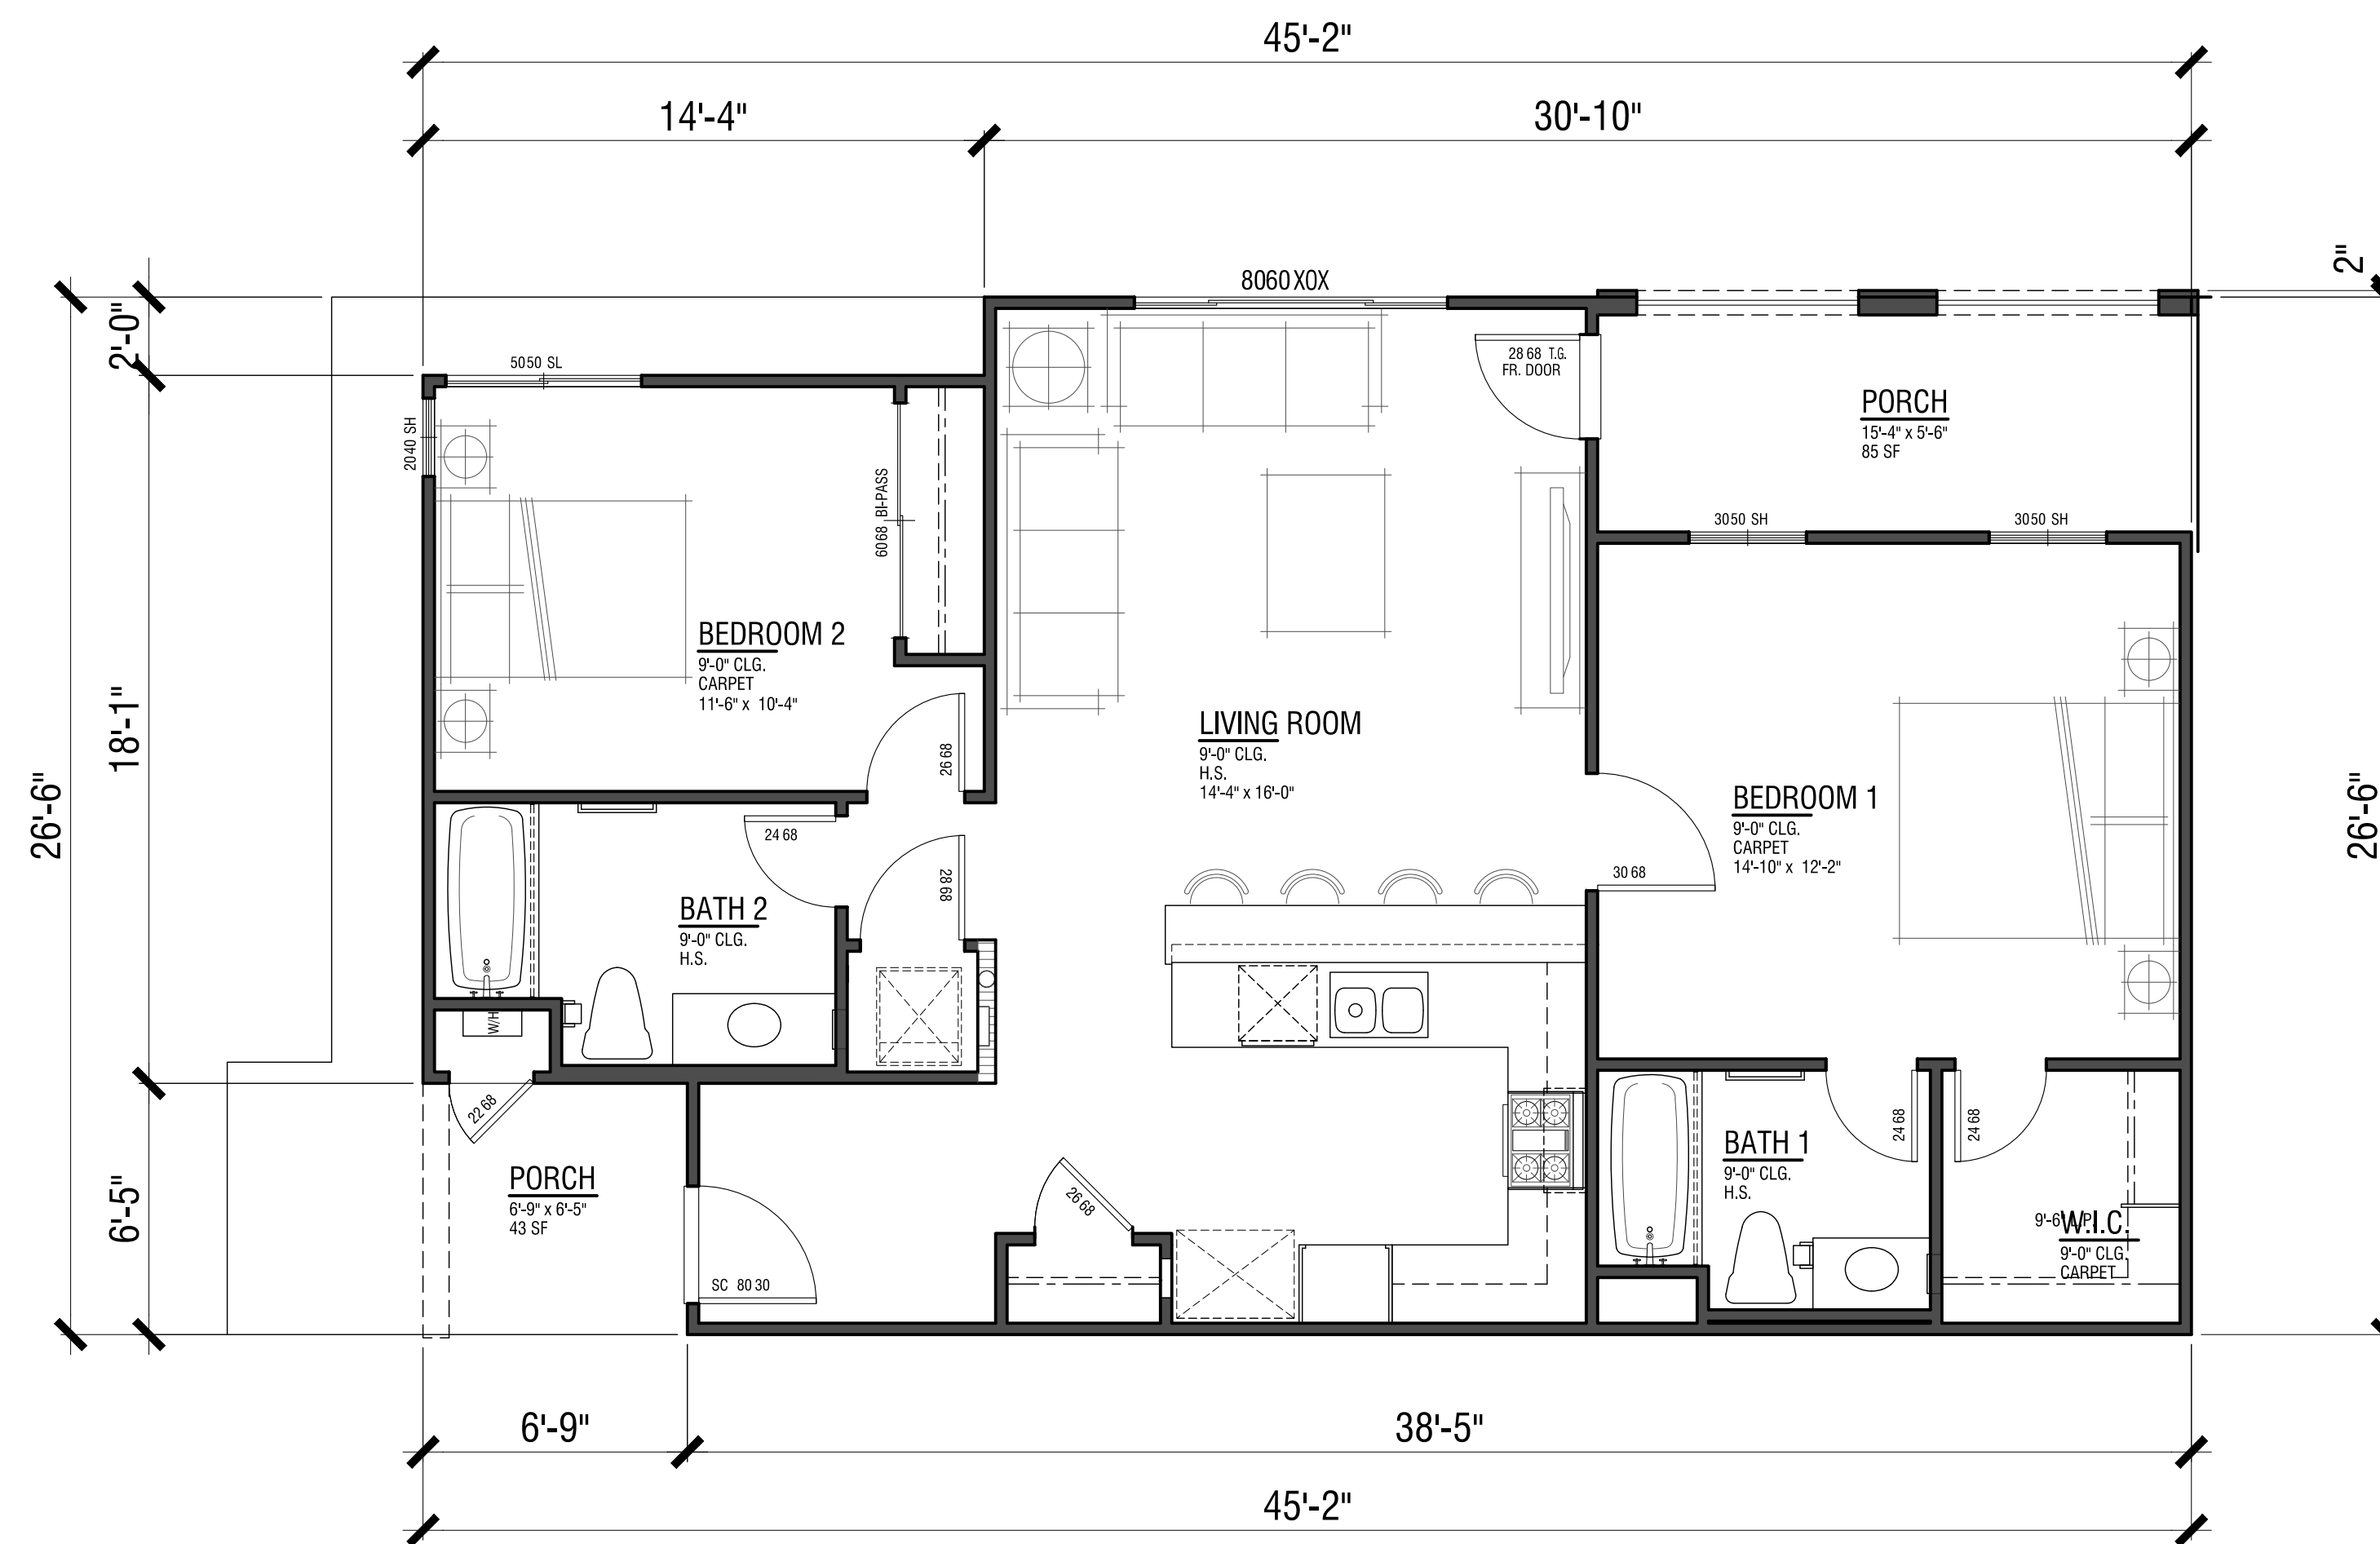 45'-2"
14'-4"
30'-10"
2"
8060 XOX
2'-0"
5050 SL
28 68 T.G.
FR. DOOR
PORCH
15'-4" x 5'-6"
85 SF
2040 SH
6068 BI-PASS
3050 SH
3050 SH
BEDROOM 2
9'-0" CLG.
CARPET
11'-6" x 10'-4"
18'-1"
26 68
LIVING ROOM
9'-0" CLG.
H.S.
14'-4" x 16'-0"
BEDROOM 1
9'-0" CLG.
CARPET
14'-10" x 12'-2"
26'-6"
26'-6"
24 68
28 68
30 68
BATH 2
9'-0" CLG.
H.S.
W/H
22 68
PORCH
6'-9" x 6'-5"
43 SF
6'-5"
26 68
SC 80 30
BATH 1
9'-0" CLG.
H.S.
24 68
24 68
9'-6" L.P.
W.I.C.
9'-0" CLG.
CARPET
6'-9"
38'-5"
45'-2"